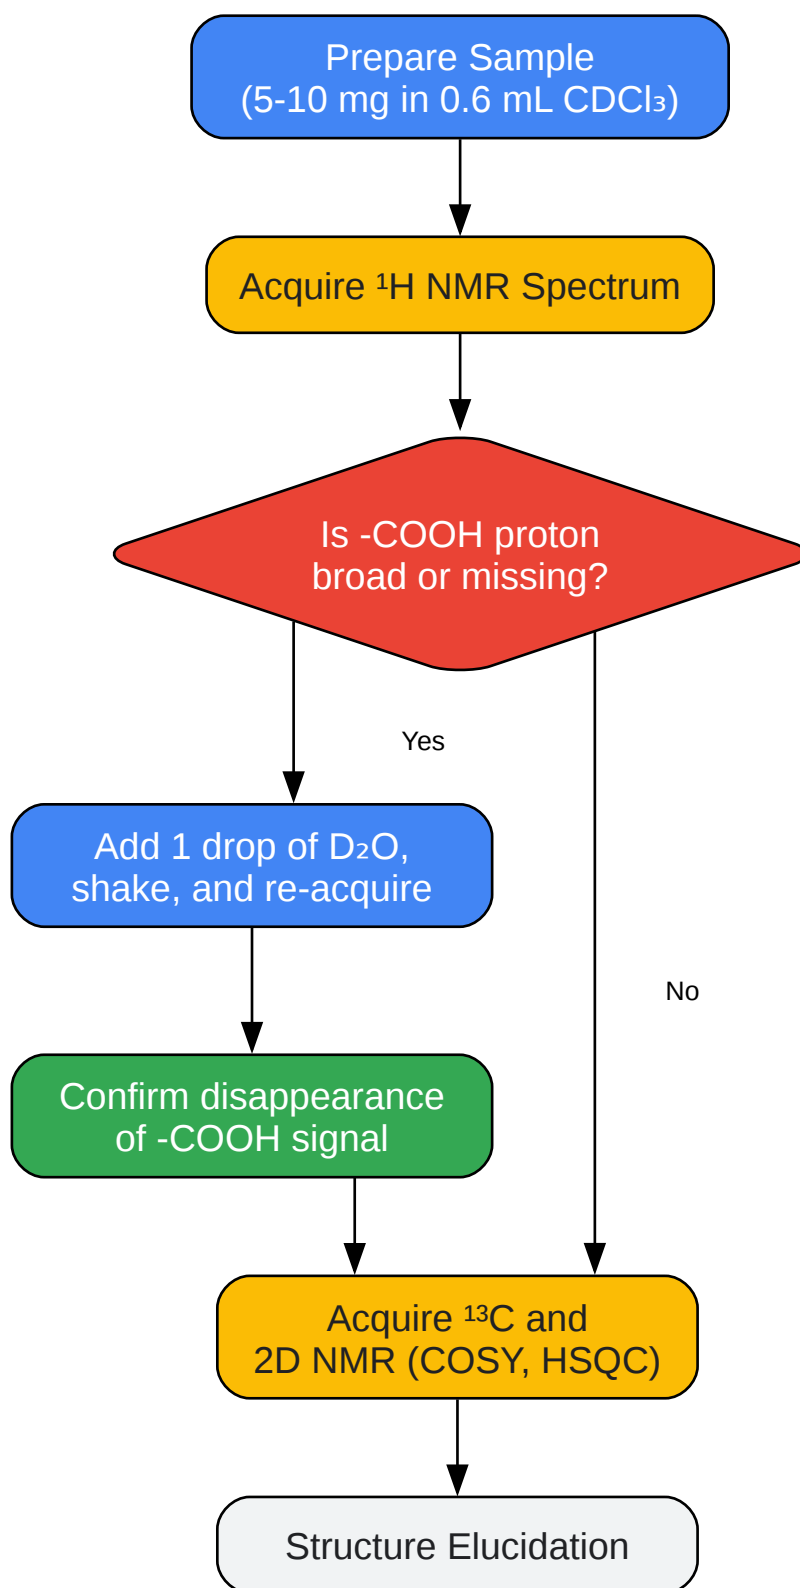 Prepare Sample
(5-10 mg in 0.6 mL CDCl₃)
Acquire ¹H NMR Spectrum
Is -COOH proton
broad or missing?
Yes
Add 1 drop of D₂O,
shake, and re-acquire
No
Confirm disappearance
of -COOH signal
Acquire ¹³C and
2D NMR (COSY, HSQC)
Structure Elucidation